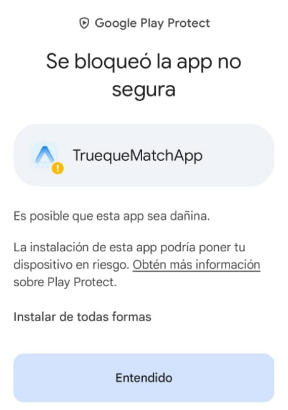 Google Play Protect
Se bloqueó la app no
segura
TruequeMatchApp
Es posible que esta app sea dañina.
La instalación de esta app podría poner tu
dispositivo en riesgo. Obtén más información
sobre Play Protect.
Instalar de todas formas
Entendido